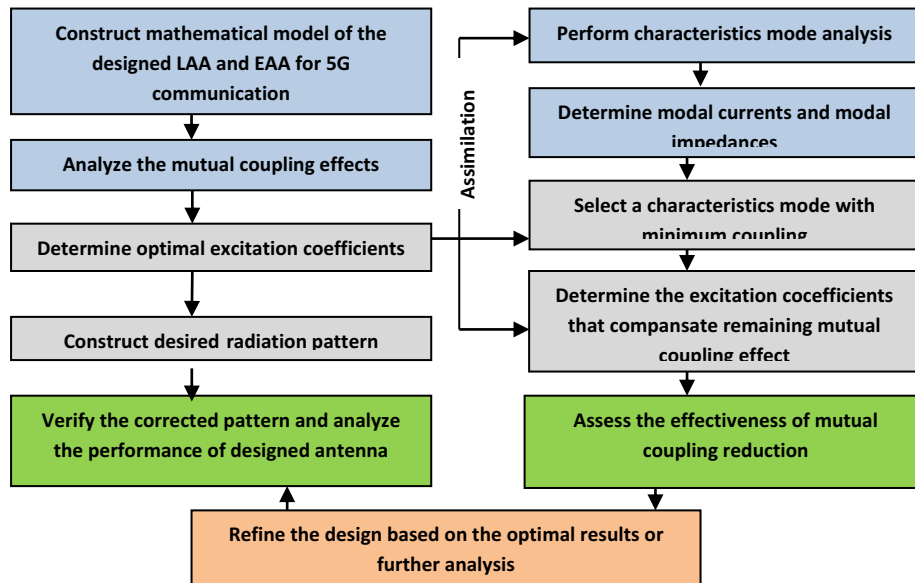 Construct mathematical model of the
designed LAA and EAA for 5G
communication
Analyze the mutual coupling effects
Determine optimal excitation coefficients
Construct desired radiation pattern
Verify the corrected pattern and analyze
the performance of designed antenna
Assimilation
Perform characteristics mode analysis
Determine modal currents and modal
impedances
Select a characteristics mode with
minimum coupling
Determine the excitation cocefficients
that compansate remaining mutual
coupling effect
Assess the effectiveness of mutual
coupling reduction
Refine the design based on the optimal results or
further analysis